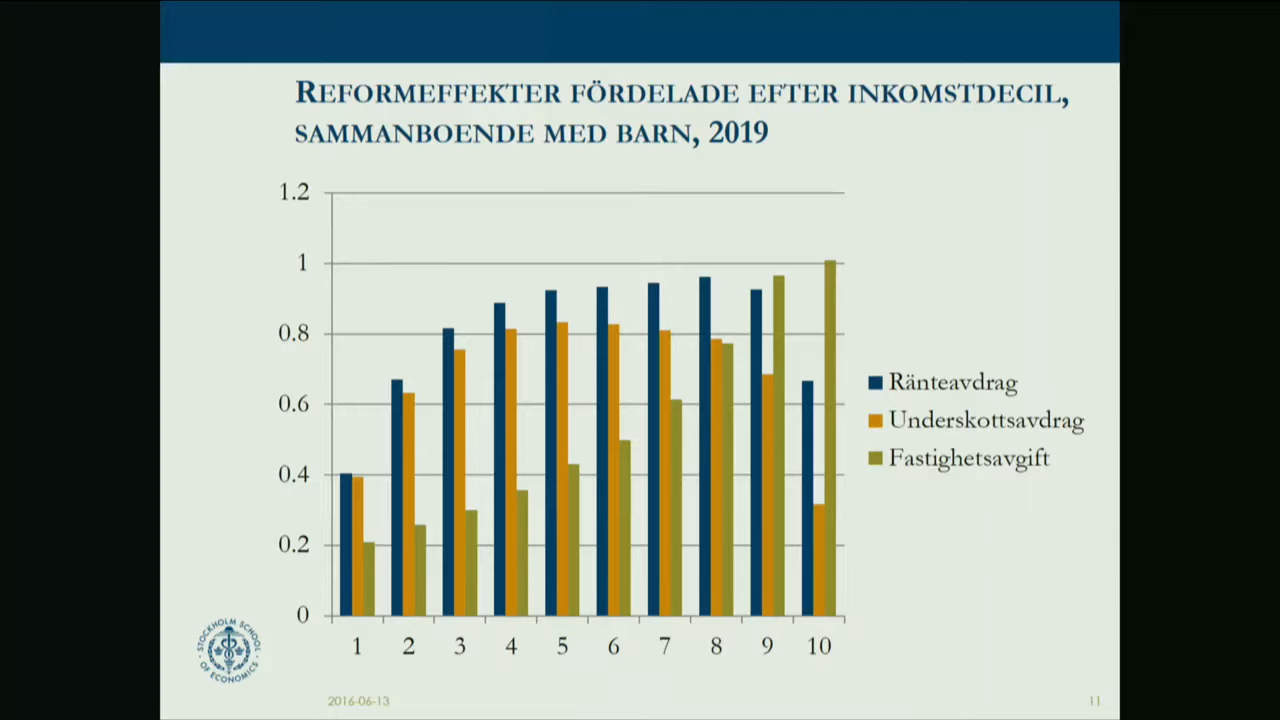 REFORMEFFEKTER FÖRDELADE EFTER INKOMSTDECIL,
SAMMANBOENDE MED BARN, 2019
1.2
1
0.8
0.6
0.4
0.2
0
1 2 3 4 5 6 7 8 9 10
Ränteavdrag
Underskottsavdrag
Fastighetsavgift
STOCKHOLM SCHOOL
OF ECONOMICS
2016-06-13
11